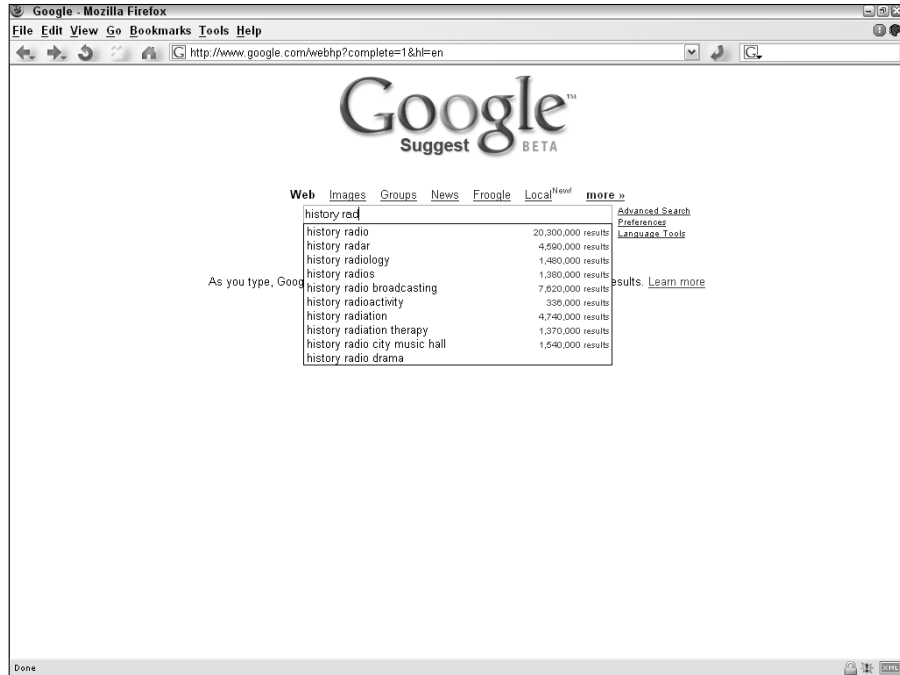 Google - Mozilla Firefox
File Edit View Go Bookmarks Tools Help
G http://www.google.com/webhp?complete=1&hl=en G
Google™
Suggest BETA
Web Images Groups News Froogle Local New! more »
history rad
Advanced Search
Preferences
Language Tools
history radio 20,300,000 results
history radar 4,590,000 results
history radiology 1,480,000 results
history radios 1,380,000 results
As you type, Goog
esults. Learn more
history radio broadcasting 7,620,000 results
history radioactivity 336,000 results
history radiation 4,740,000 results
history radiation therapy 1,370,000 results
history radio city music hall 1,540,000 results
history radio drama
Done XML